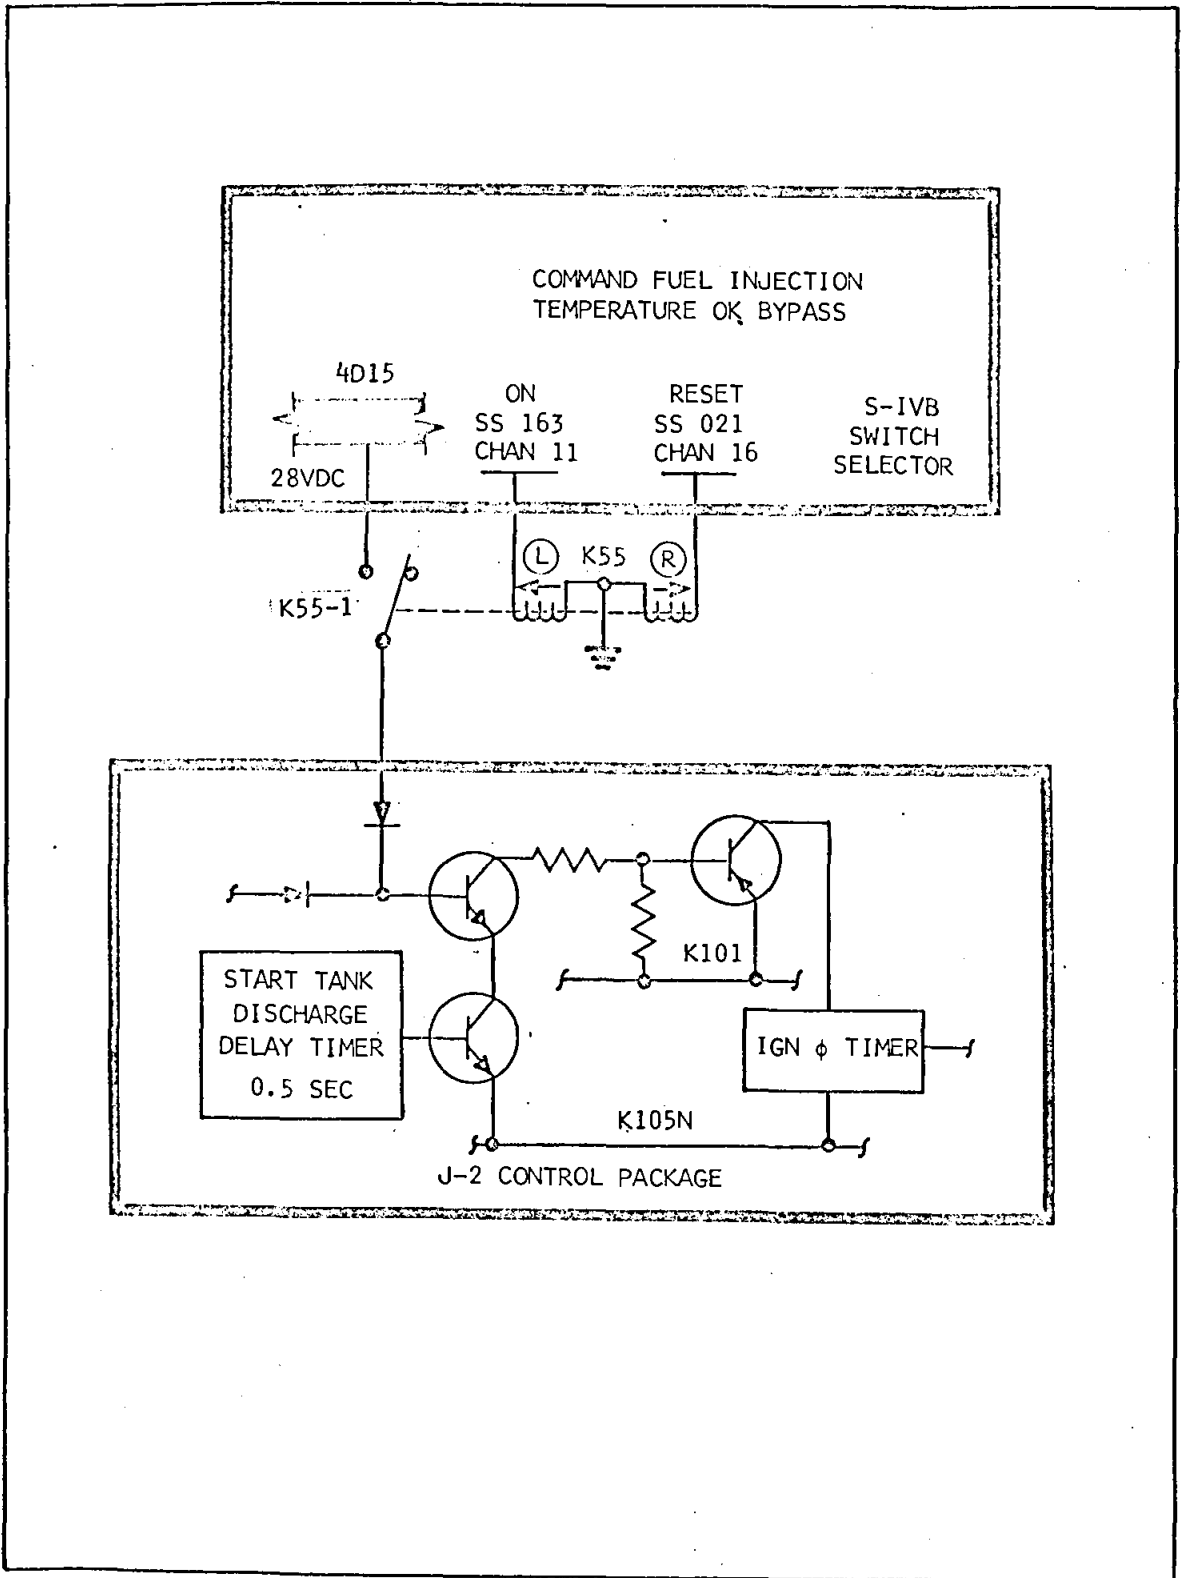 COMMAND FUEL INJECTION
TEMPERATURE OK BYPASS
4D15
28VDC
ON
SS 163
CHAN 11
RESET
SS 021
CHAN 16
S-IVB
SWITCH
SELECTOR
L
K55
R
K55-1
START TANK
DISCHARGE
DELAY TIMER
0.5 SEC
K101
IGN ϕ TIMER
K105N
J-2 CONTROL PACKAGE